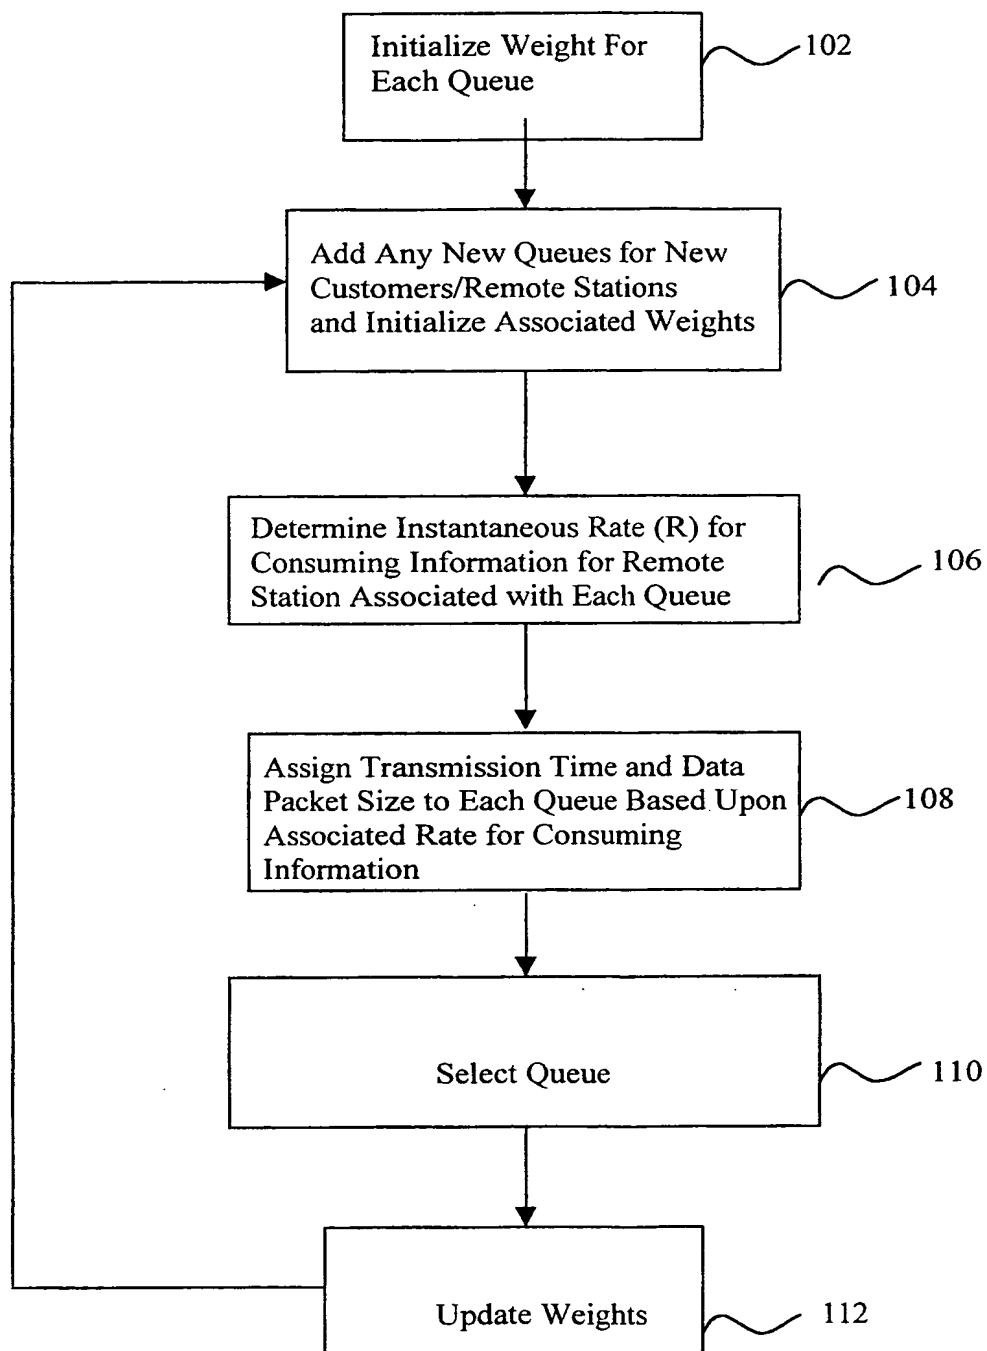 Initialize Weight For
Each Queue
102
Add Any New Queues for New
Customers/Remote Stations
and Initialize Associated Weights
104
Determine Instantaneous Rate (R) for
Consuming Information for Remote
Station Associated with Each Queue
106
Assign Transmission Time and Data
Packet Size to Each Queue Based Upon
Associated Rate for Consuming
Information
108
Select Queue
110
Update Weights
112